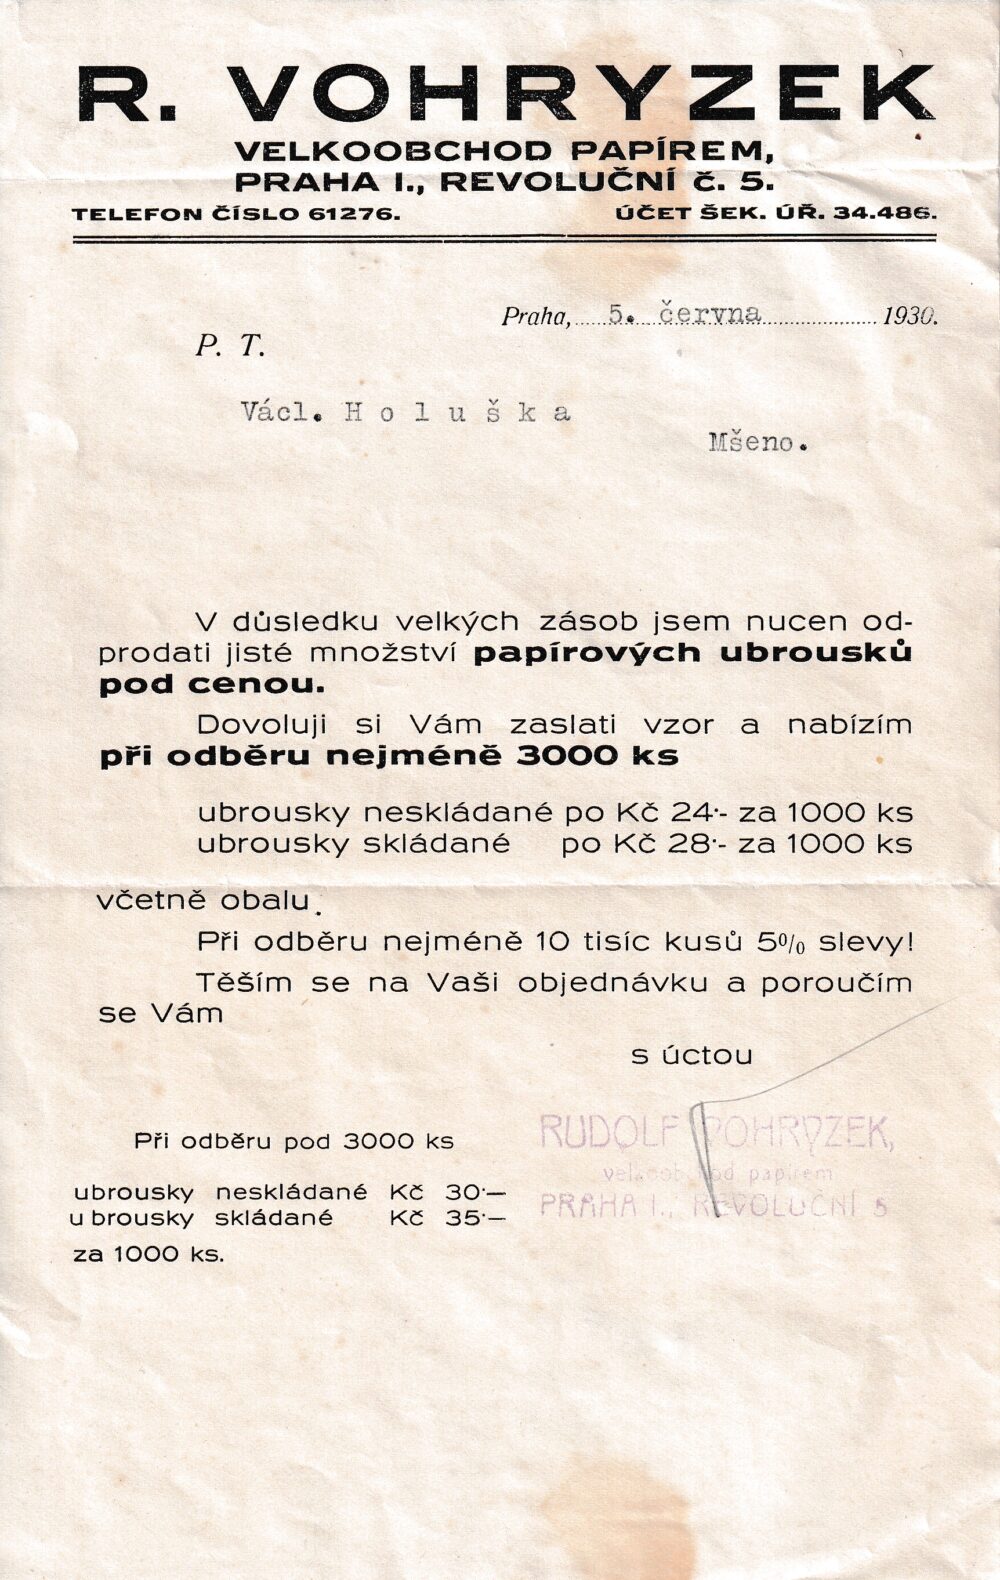 R. VOHRYZEK
VELKOOBCHOD PAPÍREM,
PRAHA I., REVOLUČNÍ č. 5.
TELEFON ČÍSLO 61276. ÚČET ŠEK. ÚŘ. 34.486.
Praha, 5. června 1930.
P. T.
Václ. Holuška
Mšeno.
V důsledku velkých zásob jsem nucen od-
prodati jisté množství papírových ubrousků
pod cenou.
Dovoluji si Vám zaslati vzor a nabízím
při odběru nejméně 3000 ks
ubrousky neskládané po Kč 24·- za 1000 ks
ubrousky skládané po Kč 28·- za 1000 ks
včetně obalu.
Při odběru nejméně 10 tisíc kusů 5% slevy!
Těším se na Vaši objednávku a poroučím
se Vám
s úctou
RUDOLF VOHRYZEK,
velkoobchod papírem
PRAHA I., REVOLUČNÍ 5
Při odběru pod 3000 ks
ubrousky neskládané Kč 30·—
ubrousky skládané Kč 35·—
za 1000 ks.